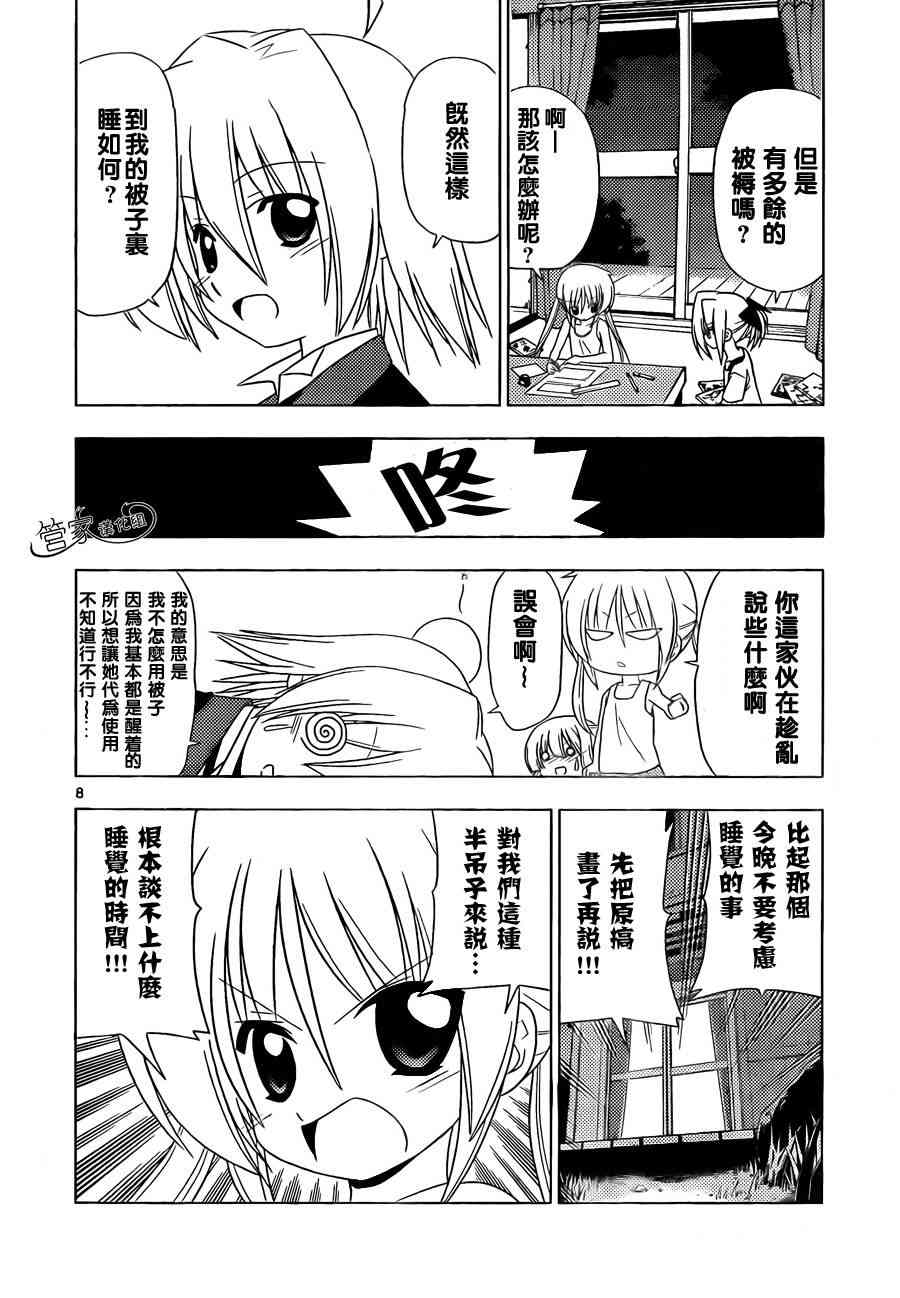 但是
有多餘的
被褥嗎？
啊—
那該怎麼辦呢？
既然這樣
到我的被子裏
睡如何？
咚
管家
漢化組
你這家伙在趁亂
說些什麼啊
誤會啊～
我的意思是
我不怎麼用被子
因爲我基本都是醒着的
所以想讓她代爲使用
不知道行不行～…
8
比起那個
今晚不要考慮
睡覺的事
先把原搞
畫了再說!!!
對我們這種
半吊子來說…
根本談不上什麼
睡覺的時間!!!